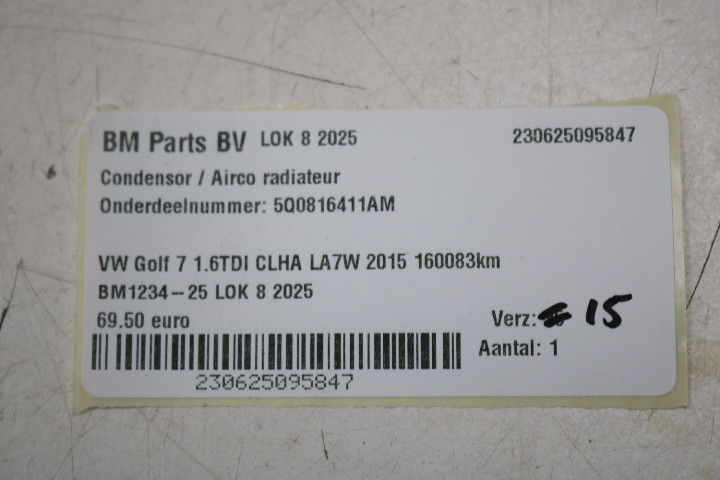 BM Parts BV LOK 8 2025 230625095847
Condensor / Airco radiateur
Onderdeelnummer: 5Q0816411AM
VW Golf 7 1.6TDI CLHA LA7W 2015 160083km
BM1234-25 LOK 8 2025
69.50 euro Verz: 15
Aantal: 1
230625095847